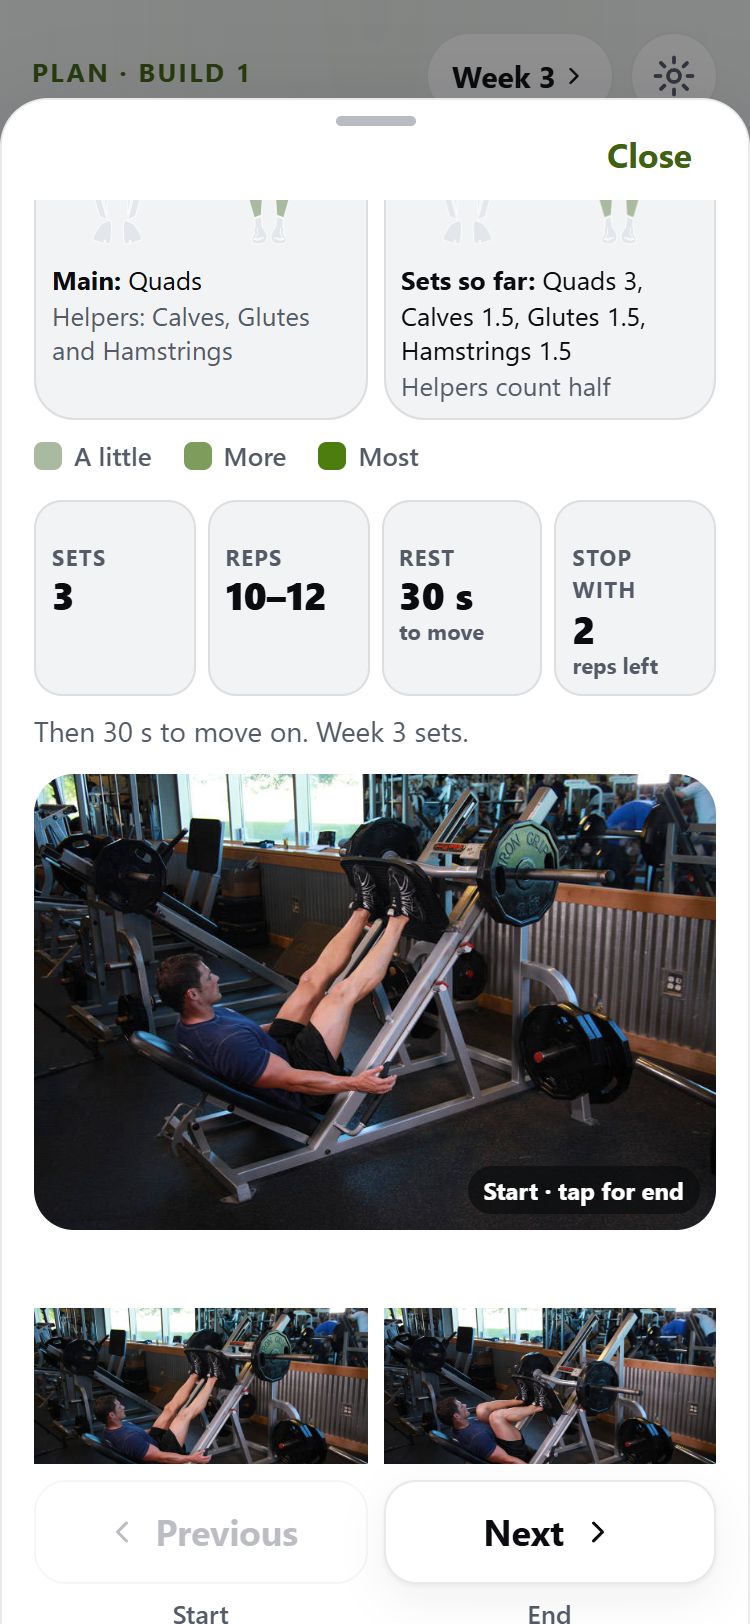 PLAN · BUILD 1
Week 3
Close
Main: Quads
Helpers: Calves, Glutes
and Hamstrings
Sets so far: Quads 3,
Calves 1.5, Glutes 1.5,
Hamstrings 1.5
Helpers count half
A little
More
Most
SETS
3
REPS
10–12
REST
30 s
to move
STOP
WITH
2
reps left
Then 30 s to move on. Week 3 sets.
IRON GRIP
Start · tap for end
Previous
Next
Start
End